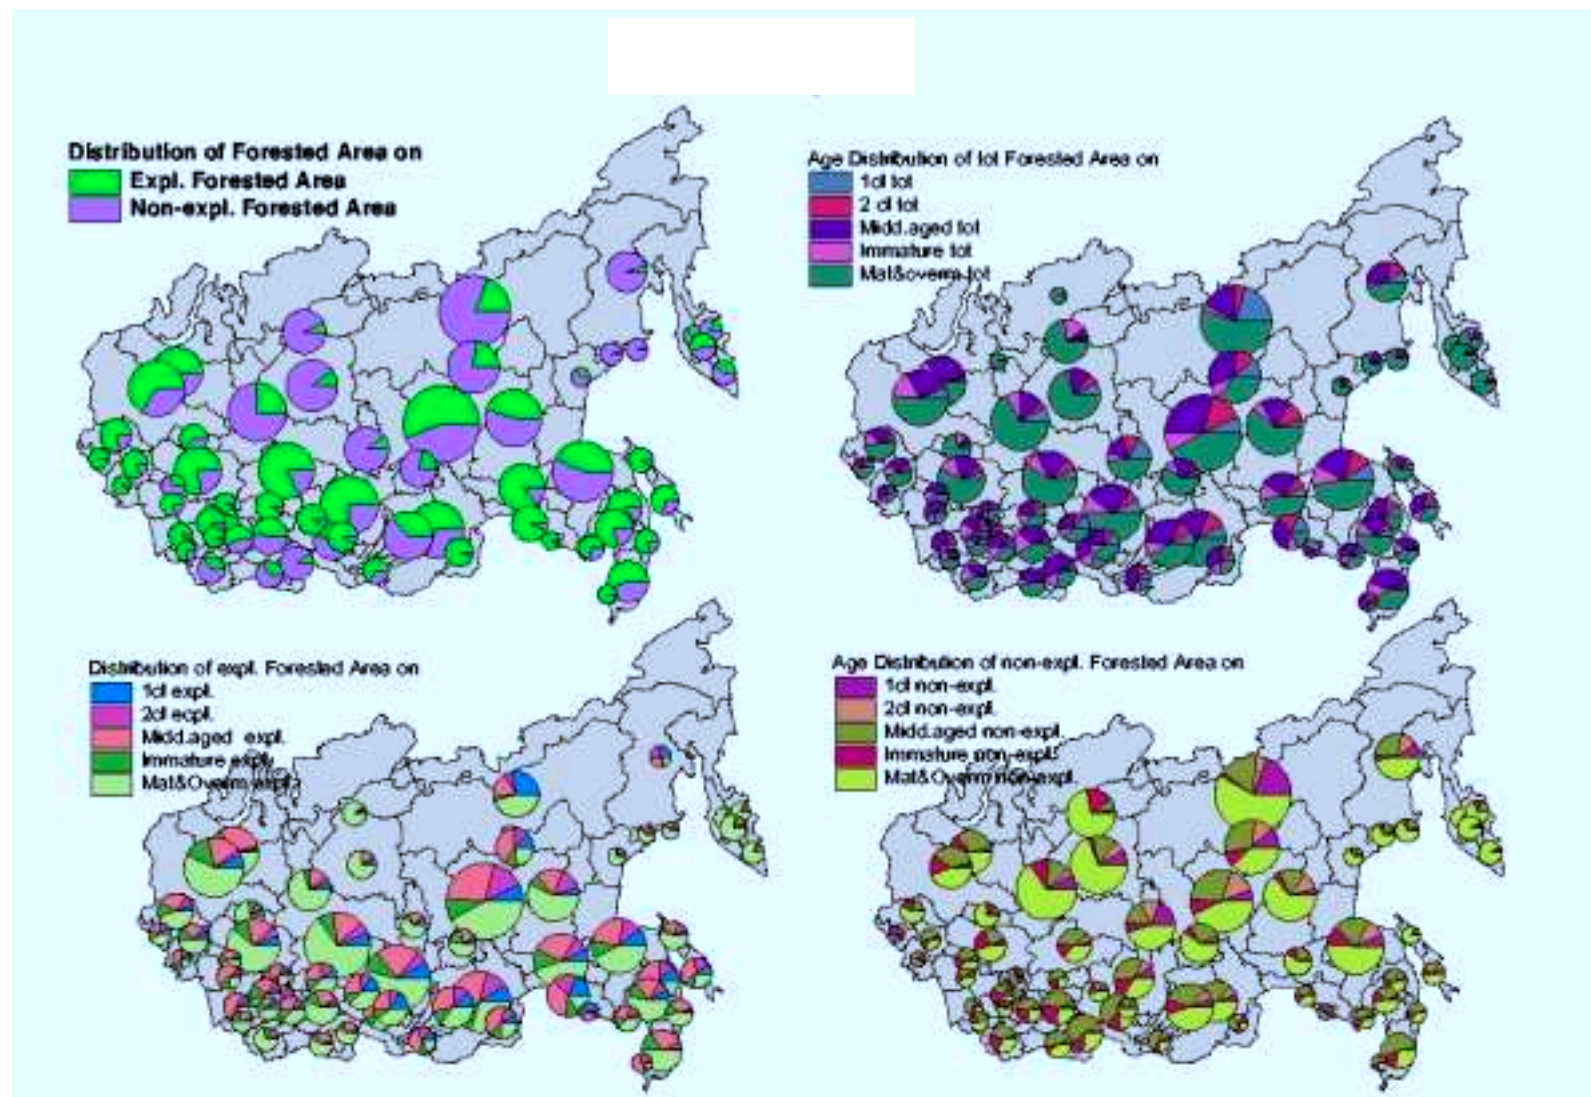 Distribution of Forested Area on
Expl. Forested Area
Non-expl. Forested Area
Age Distribution of tot Forested Area on
1cl tot
2 cl tot
Midd.aged tot
Immature tot
Mat&overm tot
Distribution of expl. Forested Area on
1cl expl.
2cl ecpl.
Midd.aged expl.
Immature expl.
Mat&Overm expl.
Age Distribution of non-expl. Forested Area on
1cl non-expl.
2cl non-expl.
Midd.aged non-expl.
Immature non-expl.
Mat&Overm non-expl.